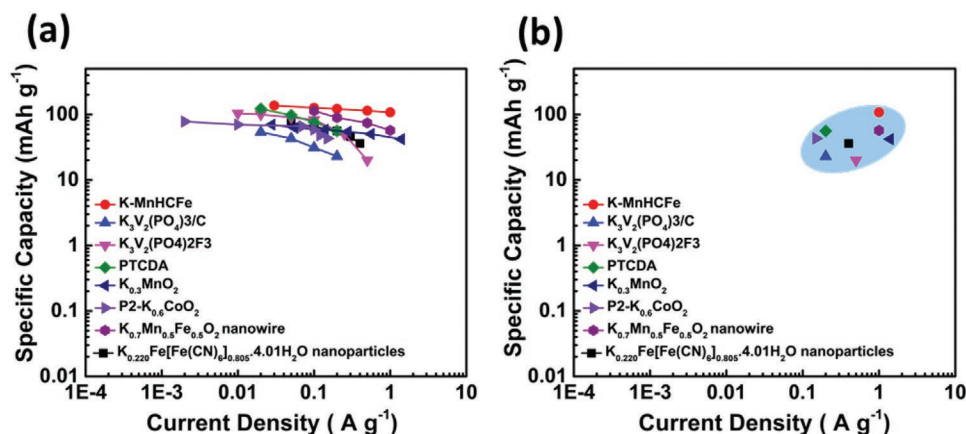 (a)
Specific Capacity (mAh g⁻¹)
100
10
1
0.1
0.01
K-MnHCFe
K₃V₂(PO₄)3/C
K₃V₂(PO4)2F3
PTCDA
K₀.₃MnO₂
P2-K₀.₆CoO₂
K₀.₇Mn₀.₅Fe₀.₅O₂ nanowire
K₀.₂₂₀Fe[Fe(CN)₆]₀.₈₀₅.4.01H₂O nanoparticles
1E-4 1E-3 0.01 0.1 1 10
Current Density ( A g⁻¹)
(b)
Specific Capacity (mAh g⁻¹)
100
10
1
0.1
0.01
K-MnHCFe
K₃V₂(PO₄)3/C
K₃V₂(PO4)2F3
PTCDA
K₀.₃MnO₂
P2-K₀.₆CoO₂
K₀.₇Mn₀.₅Fe₀.₅O₂ nanowire
K₀.₂₂₀Fe[Fe(CN)₆]₀.₈₀₅.4.01H₂O nanoparticles
1E-4 1E-3 0.01 0.1 1 10
Current Density ( A g⁻¹)